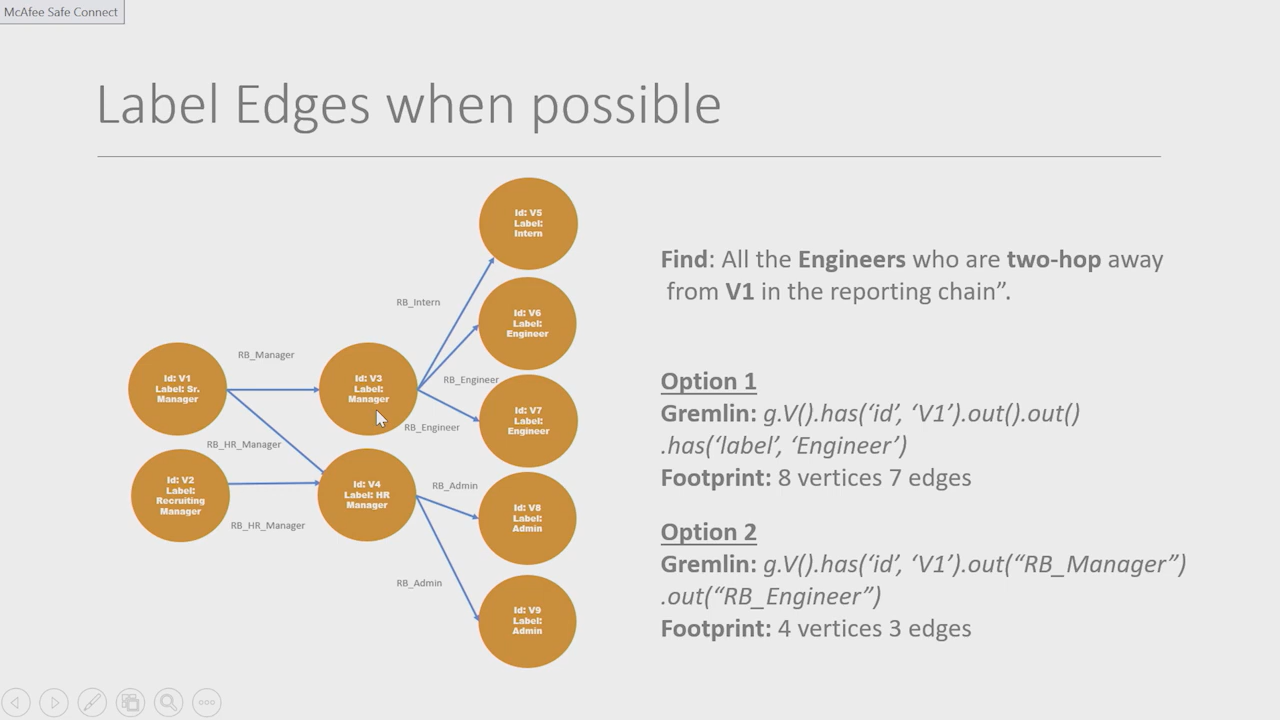 McAfee Safe Connect
Label Edges when possible
Id: V5
Label:
Intern
RB_Intern
Id: V6
Label:
Engineer
RB_Manager
Id: V1
Label: Sr.
Manager
Id: V3
Label:
Manager
RB_Engineer
Id: V7
Label:
Engineer
RB_Engineer
RB_HR_Manager
Id: V2
Label:
Recruiting
Manager
Id: V4
Label: HR
Manager
RB_Admin
Id: V8
Label:
Admin
RB_HR_Manager
RB_Admin
Id: V9
Label:
Admin
Find: All the Engineers who are two-hop away
from V1 in the reporting chain”.
Option 1
Gremlin: g.V().has(‘id’, ‘V1’).out().out()
.has(‘label’, ‘Engineer’)
Footprint: 8 vertices 7 edges
Option 2
Gremlin: g.V().has(‘id’, ‘V1’).out(“RB_Manager”)
.out(“RB_Engineer”)
Footprint: 4 vertices 3 edges